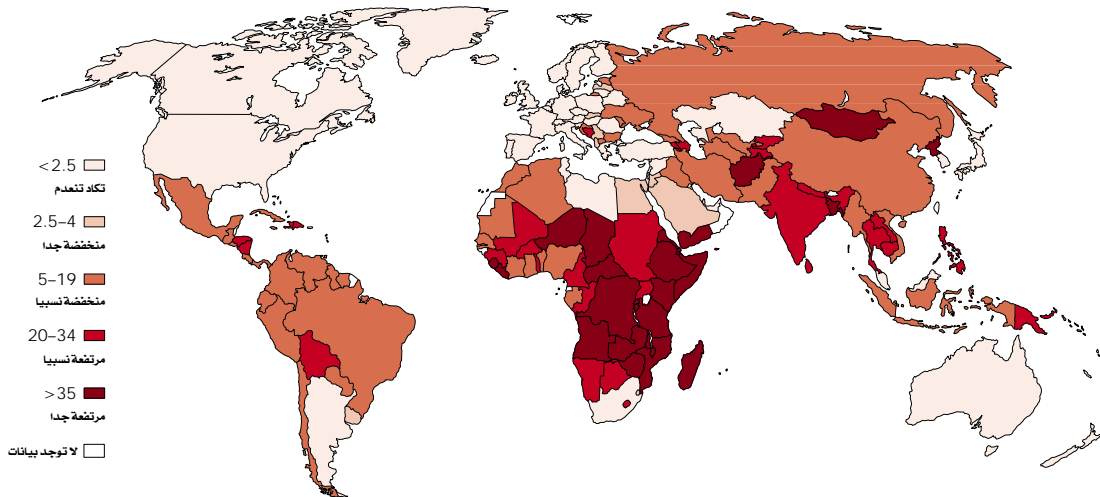 <2.5
تكاد تنعدم
2.5-4
منخفضة جدا
5-19
منخفضة نسبيا
20-34
مرتفعة نسبيا
>35
مرتفعة جدا
لا توجد بيانات